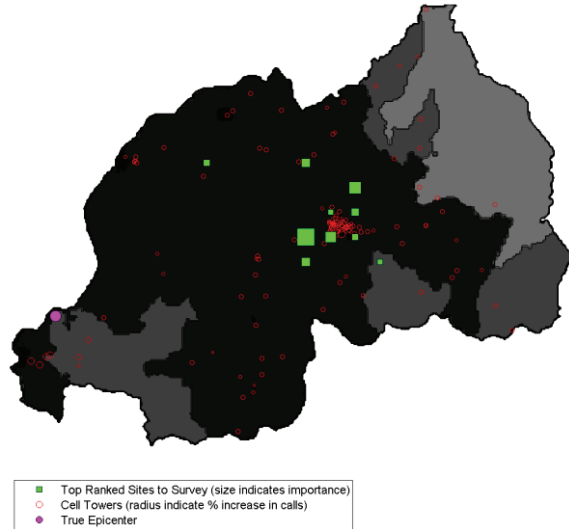 Top Ranked Sites to Survey (size indicates importance)
Cell Towers (radius indicate % increase in calls)
True Epicenter